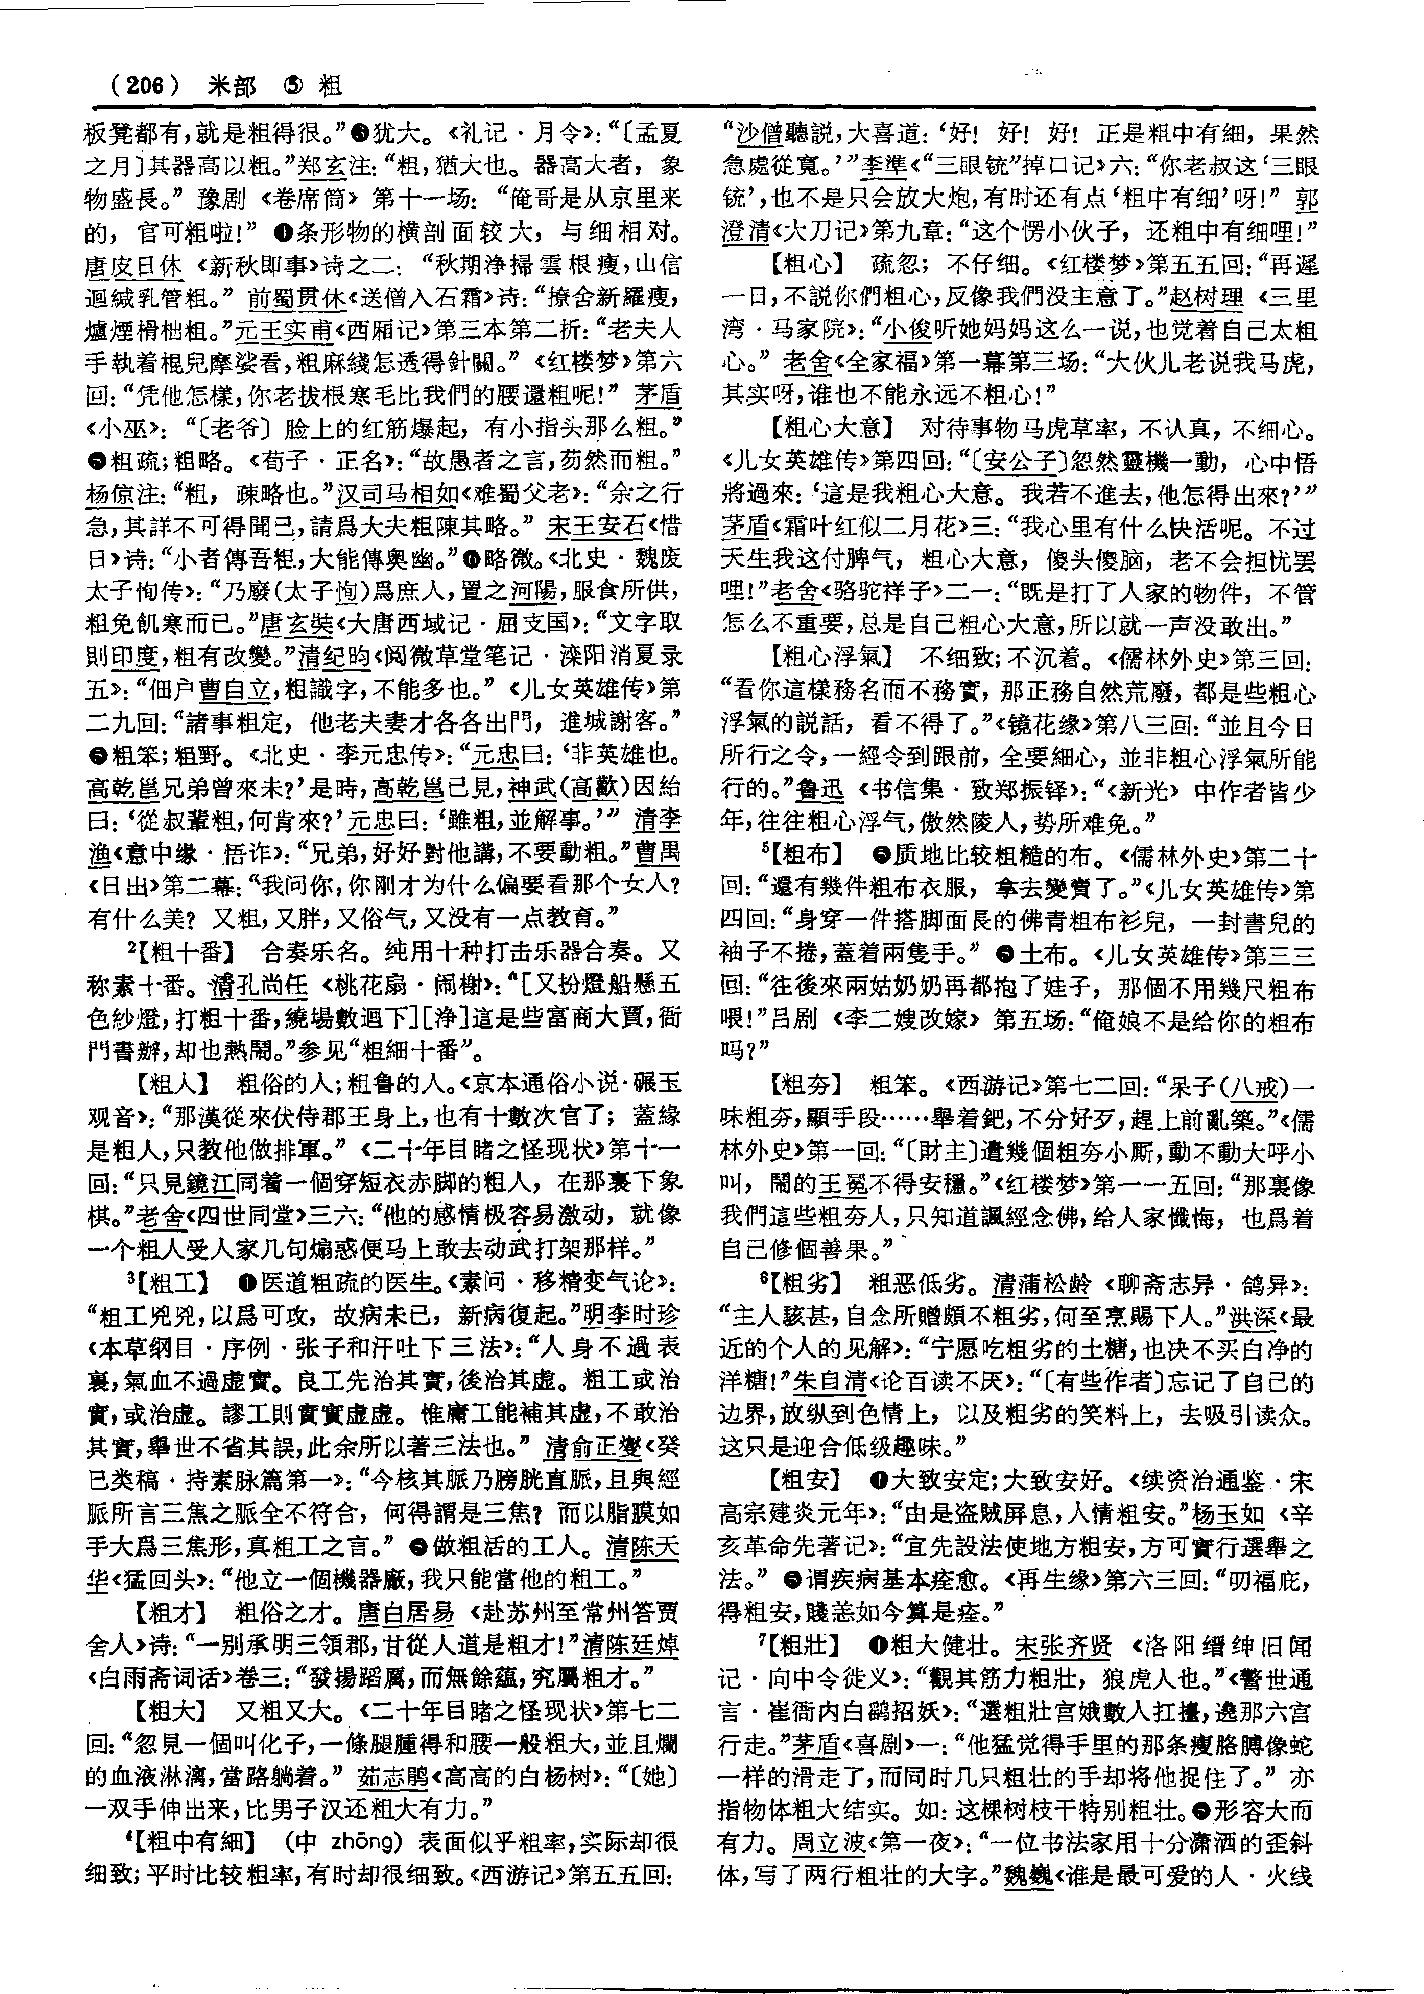 （206） 米部 ⑤ 粗
板凳都有，就是粗得很。”❸犹大。《礼记·月令》：“〔孟夏
之月〕其器高以粗。”郑玄注：“粗，猶大也。器高大者，象
物盛長。”豫剧《卷席筒》第十一场：“俺哥是从京里来
的，官可粗啦！”❹条形物的横剖面较大，与细相对。
唐皮日休《新秋即事》诗之二：“秋期净掃雲根瘦，山信
迴緘乳管粗。”前蜀贯休《送僧入石霜》诗：“撩舍新羅瘦，
爐煙榾柮粗。”元王实甫《西厢记》第三本第二折：“老夫人
手執着棍兒摩娑看，粗麻綫怎透得針關。”《红楼梦》第六
回：“凭他怎樣，你老拔根寒毛比我們的腰還粗呢！”茅盾
《小巫》：“〔老爷〕脸上的红筋爆起，有小指头那么粗。”
❺粗疏；粗略。《荀子·正名》：“故愚者之言，芴然而粗。”
杨倞注：“粗，疎略也。”汉司马相如《难蜀父老》：“余之行
急，其詳不可得聞已，請爲大夫粗陳其略。”宋王安石《惜
日》诗：“小者傳吾粗，大能傳奥幽。”❻略微。《北史·魏废
太子恂传》：“乃廢（太子恂）爲庶人，置之河陽，服食所供，
粗免飢寒而已。”唐玄奘《大唐西域记·屈支国》：“文字取
則印度，粗有改變。”清纪昀《阅微草堂笔记·滦阳消夏录
五》：“佃户曹自立，粗識字，不能多也。”《儿女英雄传》第
二九回：“諸事粗定，他老夫妻才各各出門，進城謝客。”
❼粗笨；粗野。《北史·李元忠传》：“元忠曰：‘非英雄也。
高乾邕兄弟曾來未？’是時，高乾邕已見，神武（高歡）因紿
曰：‘從叔輩粗，何肯來？’元忠曰：‘雖粗，並解事。’”清李
渔《意中缘·悟诈》：“兄弟，好好對他講，不要動粗。”曹禺
《日出》第二幕：“我问你，你刚才为什么偏要看那个女人？
有什么美？又粗，又胖，又俗气，又没有一点教育。”
2【粗十番】 合奏乐名。纯用十种打击乐器合奏。又
称素十番。清孔尚任《桃花扇·闹榭》：“［又扮燈船懸五
色紗燈，打粗十番，繞場數迴下］［浄］這是些富商大賈，衙
門書辦，却也熱鬧。”参见“粗細十番”。
【粗人】 粗俗的人；粗鲁的人。《京本通俗小说·碾玉
观音》：“那漢從來伏侍郡王身上，也有十數次官了；蓋緣
是粗人，只教他做排軍。”《二十年目睹之怪现状》第十一
回：“只見鏡江同着一個穿短衣赤脚的粗人，在那裏下象
棋。”老舍《四世同堂》三六：“他的感情极容易激动，就像
一个粗人受人家几句煽惑便马上敢去动武打架那样。”
3【粗工】 ❶医道粗疏的医生。《素问·移精变气论》：
“粗工兇兇，以爲可攻，故病未已，新病復起。”明李时珍
《本草纲目·序例·张子和汗吐下三法》：“人身不過表
裏，氣血不過虚實。良工先治其實，後治其虚。粗工或治
實，或治虚。謬工則實實虚虚。惟庸工能補其虚，不敢治
其實，舉世不省其誤，此余所以著三法也。”清俞正燮《癸
巳类稿·持素脉篇第一》：“今核其脈乃膀胱直脈，且與經
脈所言三焦之脈全不符合，何得謂是三焦？而以脂膜如
手大爲三焦形，真粗工之言。”❷做粗活的工人。清陈天
华《猛回头》：“他立一個機器廠，我只能當他的粗工。”
【粗才】 粗俗之才。唐白居易《赴苏州至常州答贾
舍人》诗：“一别承明三領郡，甘從人道是粗才！”清陈廷焯
《白雨斋词话》卷三：“發揚蹈厲，而無餘蘊，究屬粗才。”
【粗大】 又粗又大。《二十年目睹之怪现状》第七二
回：“忽見一個叫化子，一條腿腫得和腰一般粗大，並且爛
的血液淋漓，當路躺着。”茹志鹃《高高的白杨树》：“〔她〕
一双手伸出来，比男子汉还粗大有力。”
4【粗中有細】 （中 zhōng）表面似乎粗率，实际却很
细致；平时比较粗率，有时却很细致。《西游记》第五五回：
“沙僧聽説，大喜道：‘好！好！好！正是粗中有細，果然
急處從寬。’”李準《“三眼铳”掉口记》六：“你老叔这‘三眼
铳’，也不是只会放大炮，有时还有点‘粗中有细’呀！”郭
澄清《大刀记》第九章：“这个愣小伙子，还粗中有细哩！”
【粗心】 疏忽；不仔细。《红楼梦》第五五回：“再遲
一日，不説你們粗心，反像我們没主意了。”赵树理《三里
湾·马家院》：“小俊听她妈妈这么一说，也觉着自己太粗
心。”老舍《全家福》第一幕第三场：“大伙儿老说我马虎，
其实呀，谁也不能永远不粗心！”
【粗心大意】 对待事物马虎草率，不认真，不细心。
《儿女英雄传》第四回：“〔安公子〕忽然靈機一動，心中悟
將過來：‘這是我粗心大意。我若不進去，他怎得出來？’”
茅盾《霜叶红似二月花》三：“我心里有什么快活呢。不过
天生我这付脾气，粗心大意，傻头傻脑，老不会担忧罢
哩！”老舍《骆驼祥子》二一：“既是打了人家的物件，不管
怎么不重要，总是自己粗心大意，所以就一声没敢出。”
【粗心浮氣】 不细致；不沉着。《儒林外史》第三回：
“看你這樣務名而不務實，那正務自然荒廢，都是些粗心
浮氣的説話，看不得了。”《镜花缘》第八三回：“並且今日
所行之令，一經令到跟前，全要細心，並非粗心浮氣所能
行的。”鲁迅《书信集·致郑振铎》：“《新光》中作者皆少
年，往往粗心浮气，傲然陵人，势所难免。”
5【粗布】 ❶质地比较粗糙的布。《儒林外史》第二十
回：“還有幾件粗布衣服，拿去變賣了。”《儿女英雄传》第
四回：“身穿一件搭脚面長的佛青粗布衫兒，一封書兒的
袖子不捲，蓋着兩隻手。”❷土布。《儿女英雄传》第三三
回：“往後來兩姑奶奶再都抱了娃子，那個不用幾尺粗布
喂！”吕剧《李二嫂改嫁》第五场：“俺娘不是给你的粗布
吗？”
【粗夯】 粗笨。《西游记》第七二回：“呆子（八戒）一
味粗夯，顯手段……舉着鈀，不分好歹，趕上前亂築。”《儒
林外史》第一回：“〔財主〕遣幾個粗夯小厮，動不動大呼小
叫，鬧的王冕不得安穩。”《红楼梦》第一一五回：“那裏像
我們這些粗夯人，只知道諷經念佛，给人家懺悔，也爲着
自己修個善果。”
6【粗劣】 粗恶低劣。清蒲松龄《聊斋志异·鸽异》：
“主人駭甚，自念所贈頗不粗劣，何至烹賜下人。”洪深《最
近的个人的见解》：“宁愿吃粗劣的土糖，也决不买白净的
洋糖！”朱自清《论百读不厌》：“〔有些作者〕忘记了自己的
边界，放纵到色情上，以及粗劣的笑料上，去吸引读众。
这只是迎合低级趣味。”
【粗安】 ❶大致安定；大致安好。《续资治通鉴·宋
高宗建炎元年》：“由是盗贼屏息，人情粗安。”杨玉如《辛
亥革命先著记》：“宜先設法使地方粗安，方可實行選舉之
法。”❷谓疾病基本痊愈。《再生缘》第六三回：“叨福庇，
得粗安，賤恙如今算是痊。”
7【粗壯】 ❶粗大健壮。宋张齐贤《洛阳缙绅旧闻
记·向中令徙义》：“觀其筋力粗壯，狼虎人也。”《警世通
言·崔衙内白鹞招妖》：“選粗壯宫娥數人扛擡，遶那六宫
行走。”茅盾《喜剧》一：“他猛觉得手里的那条瘦胳膊像蛇
一样的滑走了，而同时几只粗壮的手却将他捉住了。”亦
指物体粗大结实。如：这棵树枝干特别粗壮。❷形容大而
有力。周立波《第一夜》：“一位书法家用十分潇洒的歪斜
体，写了两行粗壮的大字。”魏巍《谁是最可爱的人·火线